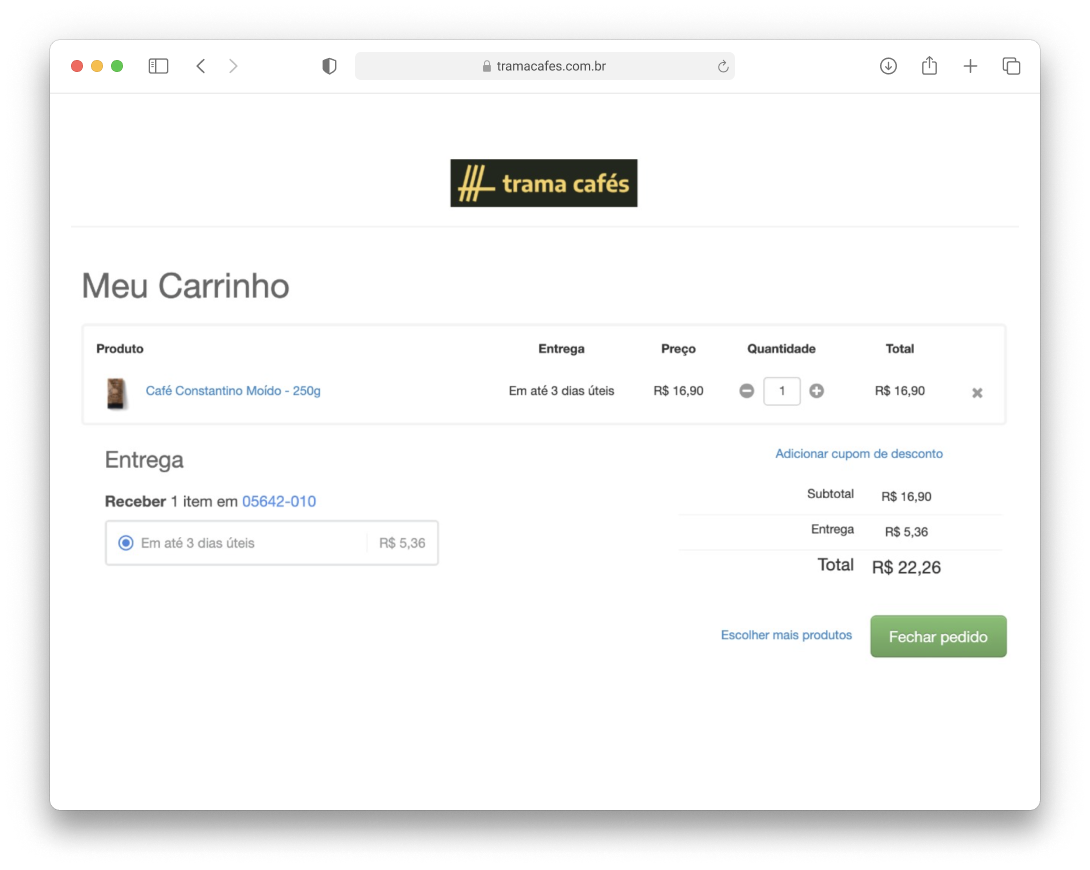 tramacafes.com.br
trama cafés
Meu Carrinho
Produto Entrega Preço Quantidade Total
Café Constantino Moído - 250g Em até 3 dias úteis R$ 16,90 1 R$ 16,90
Entrega
Receber 1 item em 05642-010
Em até 3 dias úteis R$ 5,36
Adicionar cupom de desconto
Subtotal R$ 16,90
Entrega R$ 5,36
Total R$ 22,26
Escolher mais produtos Fechar pedido